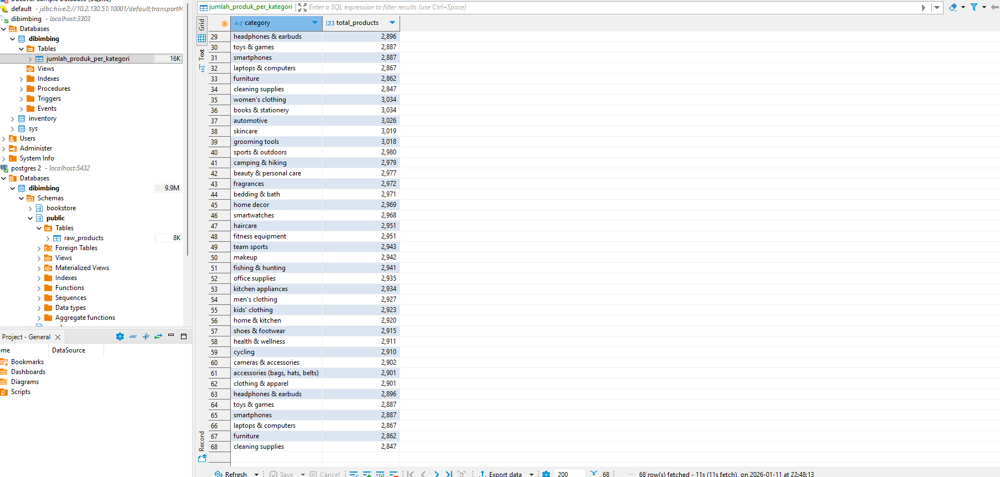 default - jdbc:hive2://10.2.130.51:10001/default;transportM
dibimbing - localhost:3303
Databases
dibimbing
Tables
jumlah_produk_per_kategori 16K
Views
Indexes
Procedures
Triggers
Events
inventory
sys
Users
Administer
System Info
postgres 2 - localhost:5432
Databases
dibimbing 9.9M
Schemas
bookstore
public
Tables
raw_products 8K
Foreign Tables
Views
Materialized Views
Indexes
Functions
Sequences
Data types
Aggregate functions
Project - General
me DataSource
Bookmarks
Dashboards
Diagrams
Scripts
jumlah_produk_per_kategori Enter a SQL expression to filter results (use Ctrl+Space)
Grid
Text
Record
A-Z category 123 total_products
29 headphones & earbuds 2,896
30 toys & games 2,887
31 smartphones 2,887
32 laptops & computers 2,867
33 furniture 2,862
34 cleaning supplies 2,847
35 women's clothing 3,034
36 books & stationery 3,034
37 automotive 3,026
38 skincare 3,019
39 grooming tools 3,018
40 sports & outdoors 2,980
41 camping & hiking 2,979
42 beauty & personal care 2,977
43 fragrances 2,972
44 bedding & bath 2,971
45 home decor 2,969
46 smartwatches 2,968
47 haircare 2,951
48 fitness equipment 2,951
49 team sports 2,943
50 makeup 2,942
51 fishing & hunting 2,941
52 office supplies 2,935
53 kitchen appliances 2,934
54 men's clothing 2,927
55 kids' clothing 2,923
56 home & kitchen 2,920
57 shoes & footwear 2,915
58 health & wellness 2,911
59 cycling 2,910
60 cameras & accessories 2,902
61 accessories (bags, hats, belts) 2,901
62 clothing & apparel 2,901
63 headphones & earbuds 2,896
64 toys & games 2,887
65 smartphones 2,887
66 laptops & computers 2,867
67 furniture 2,862
68 cleaning supplies 2,847
Refresh Save Cancel Export data 200 68 68 row(s) fetched - 11s (11s fetch), on 2026-01-11 at 22:48:13